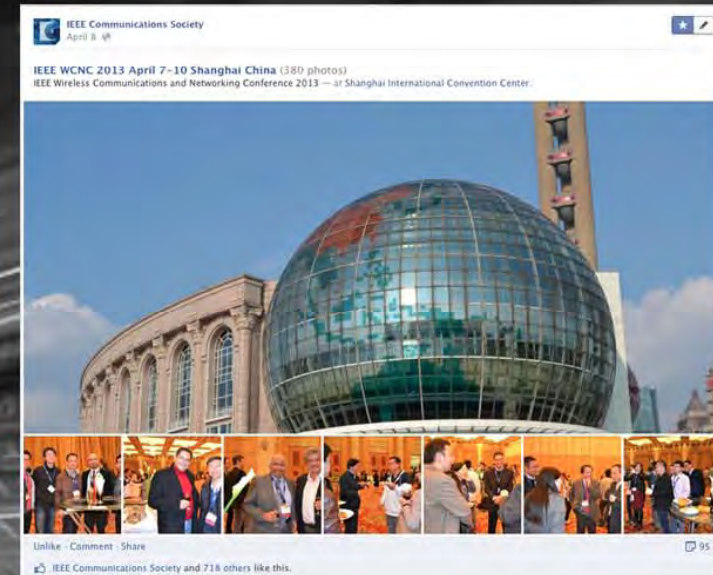 IEEE Communications Society
April 8
IEEE WCNC 2013 April 7-10 Shanghai China (380 photos)
IEEE Wireless Communications and Networking Conference 2013 — at Shanghai International Convention Center.
Unlike · Comment · Share
95
IEEE Communications Society and 718 others like this.